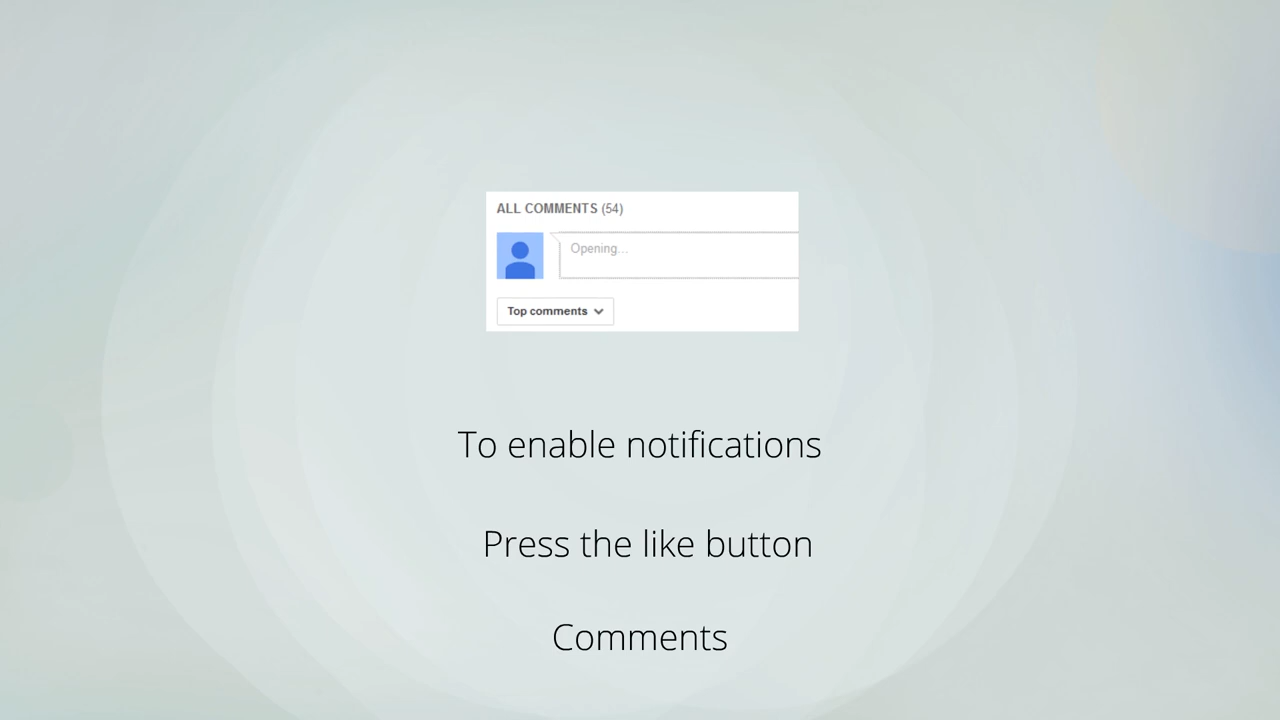 ALL COMMENTS (54)
Opening...
Top comments
To enable notifications
Press the like button
Comments